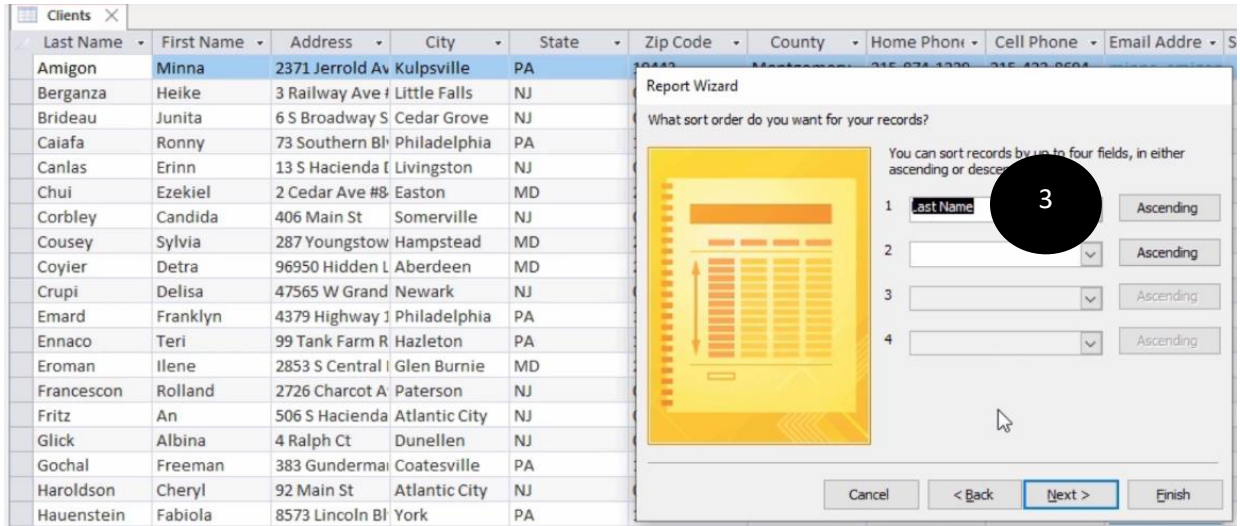 Clients
Last Name First Name Address City State Zip Code County Home Phone Cell Phone Email Addre S
Amigon Minna 2371 Jerrold Av Kulpsville PA
Berganza Heike 3 Railway Ave # Little Falls NJ
Brideau Junita 6 S Broadway S Cedar Grove NJ
Caiafa Ronny 73 Southern Bl Philadelphia PA
Canlas Erinn 13 S Hacienda Livingston NJ
Chui Ezekiel 2 Cedar Ave #8 Easton MD
Corbley Candida 406 Main St Somerville NJ
Cousey Sylvia 287 Youngstow Hampstead MD
Coyier Detra 96950 Hidden L Aberdeen MD
Crupi Delisa 47565 W Grand Newark NJ
Emard Franklyn 4379 Highway 1 Philadelphia PA
Ennaco Teri 99 Tank Farm R Hazleton PA
Eroman Ilene 2853 S Central Glen Burnie MD
Francescon Rolland 2726 Charcot A Paterson NJ
Fritz An 506 S Hacienda Atlantic City NJ
Glick Albina 4 Ralph Ct Dunellen NJ
Gochal Freeman 383 Gunderma Coatesville PA
Haroldson Cheryl 92 Main St Atlantic City NJ
Hauenstein Fabiola 8573 Lincoln Bl York PA
Report Wizard
What sort order do you want for your records?
You can sort records by up to four fields, in either
ascending or desce
1 Last Name 3 Ascending
2 Ascending
3 Ascending
4 Ascending
Cancel < Back Next > Finish